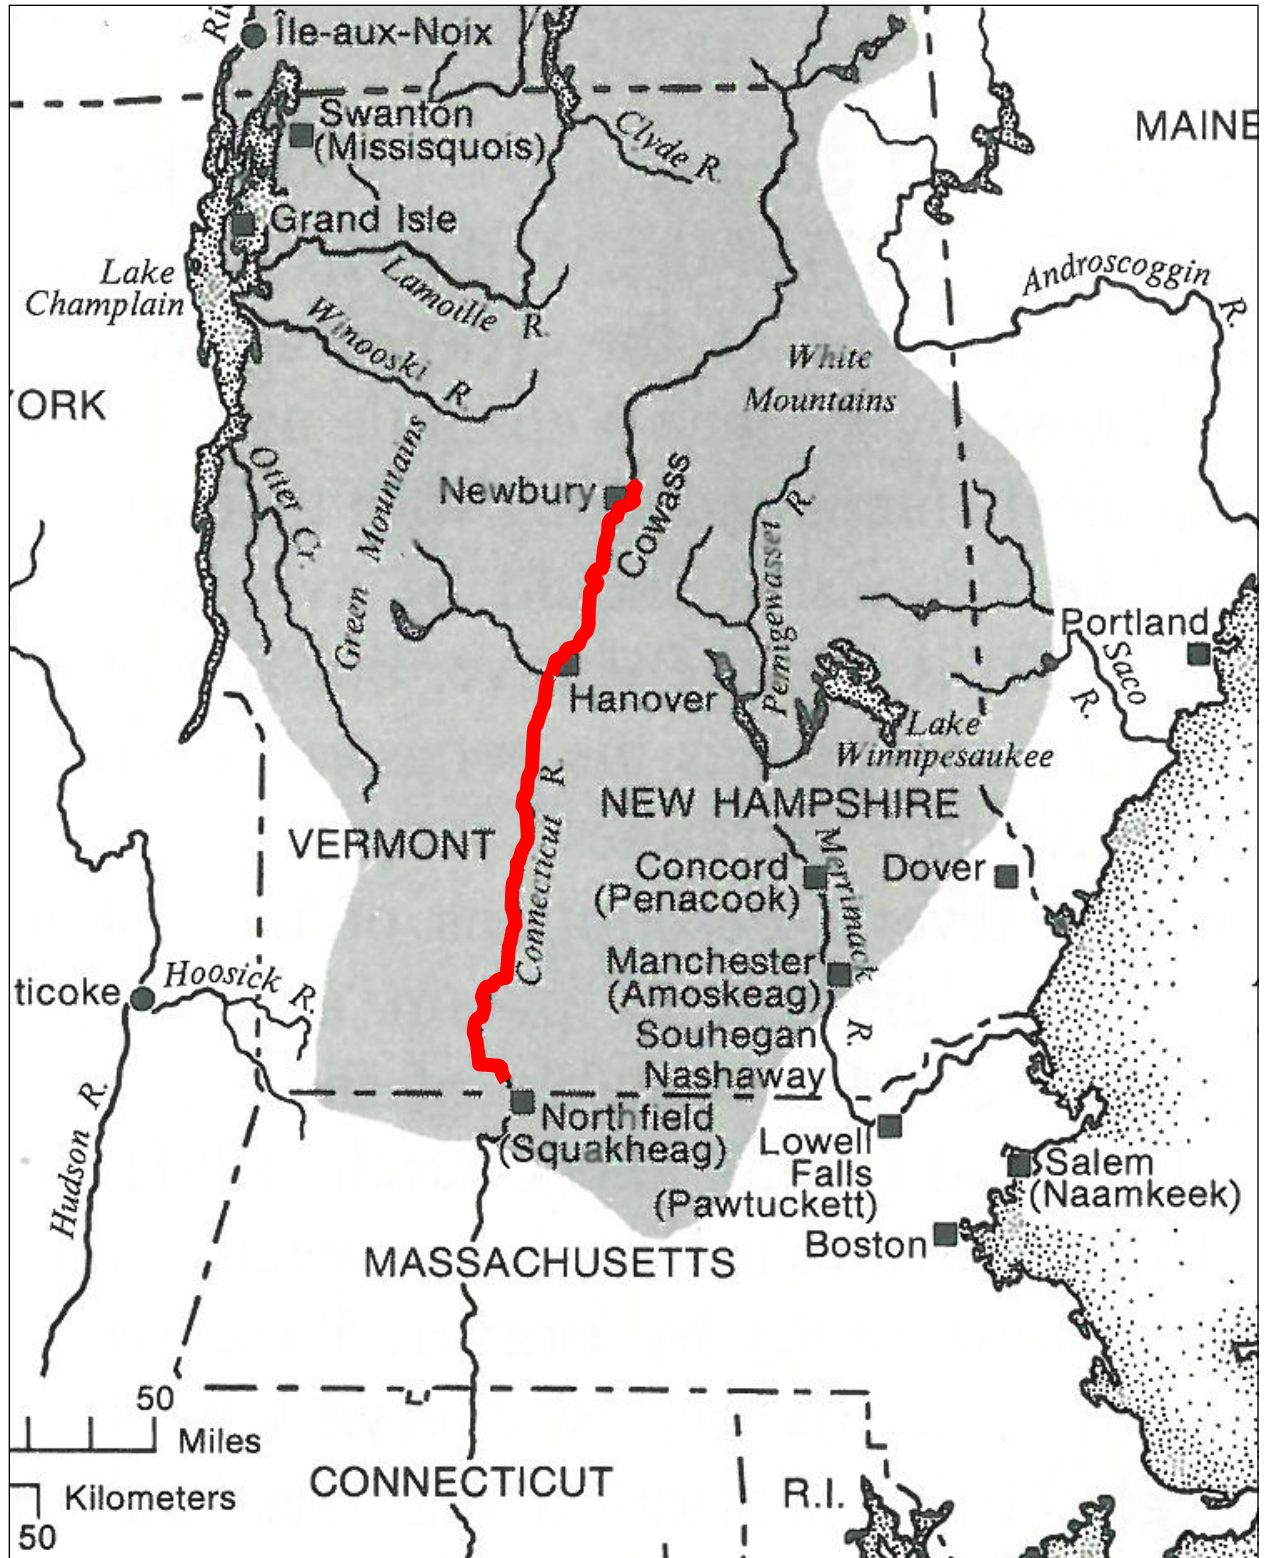 Île-aux-Noix
Swanton
(Missisquois)
Clyde R.
MAINE
Grand Isle
Lake
Champlain
Lamoille R.
Androscoggin R.
Winooski R.
White
Mountains
YORK
Otter Cr.
Green Mountains
Newbury
Cowass
Pemigewasset R.
Portland
Saco R.
Hanover
Lake
Winnipesaukee
Connecticut R.
NEW HAMPSHIRE
VERMONT
Merrimack R.
Concord
(Penacook)
Dover
Manchester
(Amoskeag)
Hoosick R.
ticoke
Souhegan
Nashaway
Hudson R.
Northfield
(Squakheag)
Lowell
Falls
(Pawtuckett)
Salem
(Naamkeek)
Boston
MASSACHUSETTS
50
Miles
CONNECTICUT
R.I.
Kilometers
50